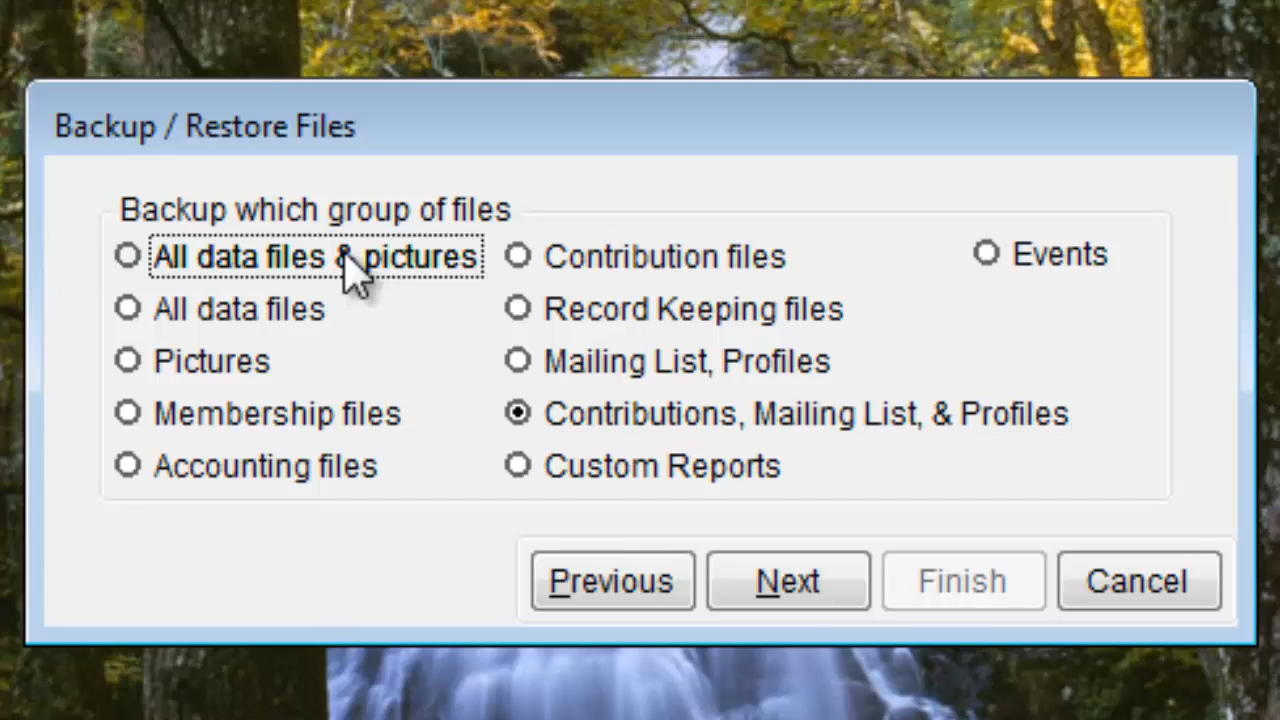 Backup / Restore Files
Backup which group of files
All data files & pictures
All data files
Pictures
Membership files
Accounting files
Contribution files
Record Keeping files
Mailing List, Profiles
Contributions, Mailing List, & Profiles
Custom Reports
Events
Previous Next Finish Cancel